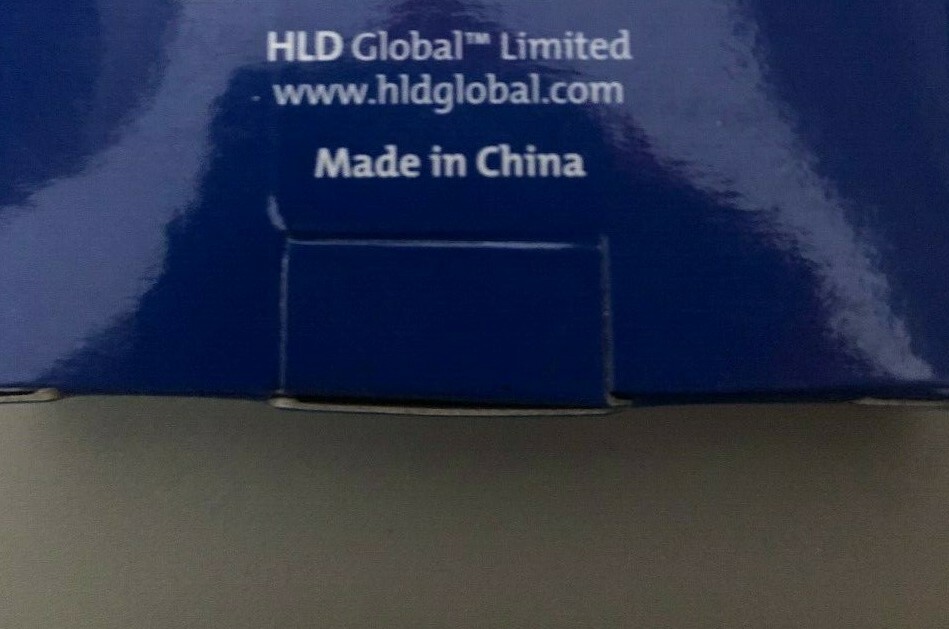 HLD Global™ Limited
www.hldglobal.com
Made in China